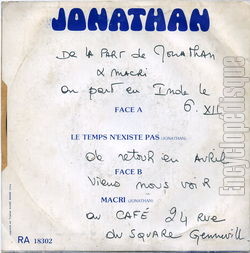 JONATHAN
De la part de Jonathan
& Macri
on part en Inde le
6. XII
FACE A
LE TEMPS N'EXISTE PAS (JONATHAN)
de retour en Avril
FACE B
Viens nous voir
MACRI (JONATHAN)
au CAFÉ 24 Rue
RA 18302
du SQUARE